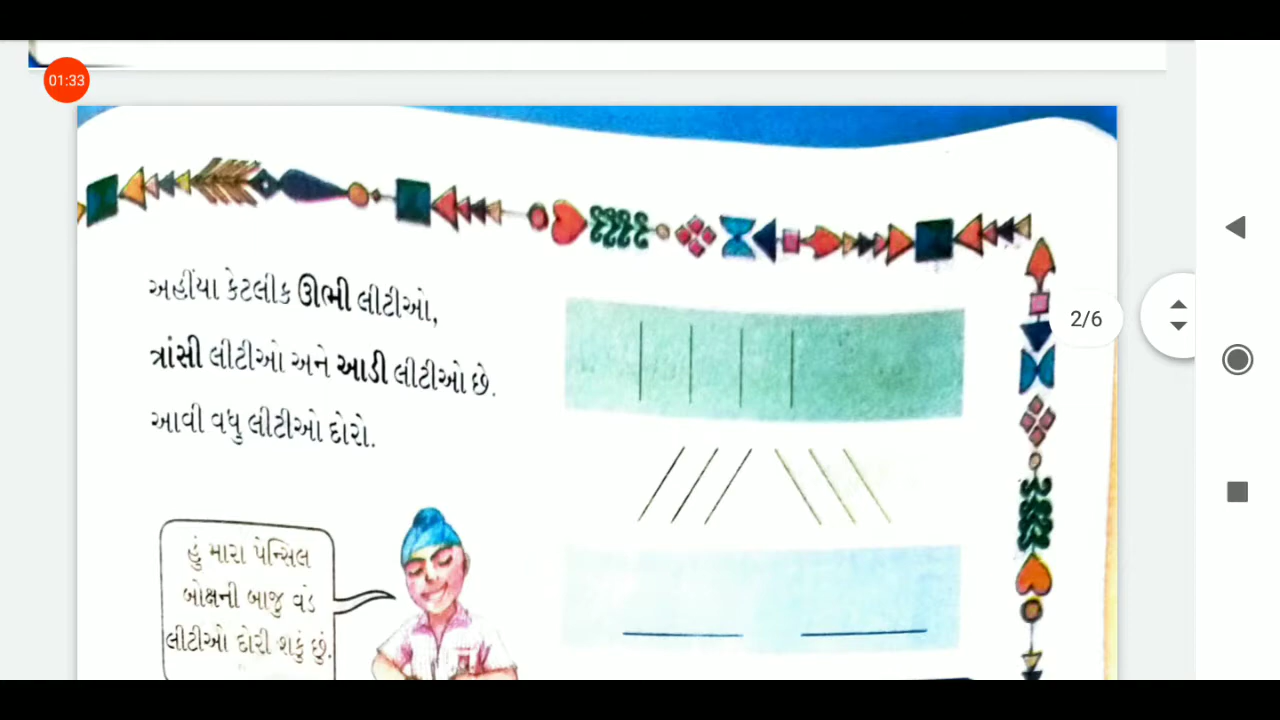 01:33
અહીંયા કેટલીક ઊભી લીટીઓ,
ત્રાંસી લીટીઓ અને આડી લીટીઓ છે.
આવી વધુ લીટીઓ દોરો.
2/6
હું મારા પેન્સિલ
બોક્ષની બાજુ વડે
લીટીઓ દોરી શકું છું.